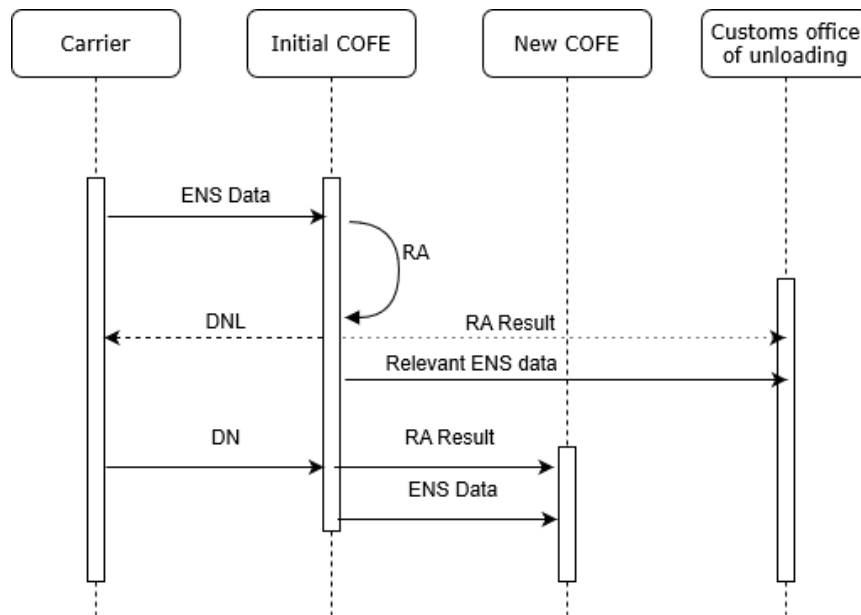 Carrier
Initial COFE
New COFE
Customs office
of unloading
ENS Data
RA
DNL
RA Result
Relevant ENS data
DN
RA Result
ENS Data